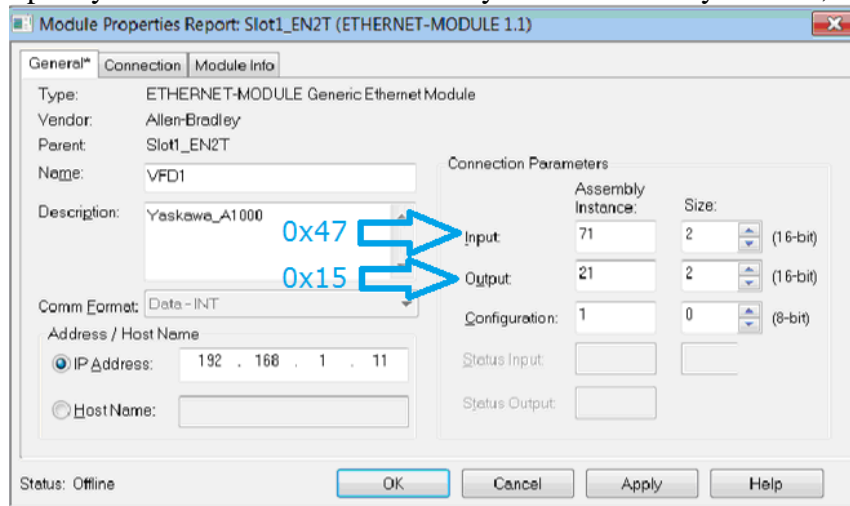 Module Properties Report: Slot1_EN2T (ETHERNET-MODULE 1.1)
General* Connection Module Info
Type: ETHERNET-MODULE Generic Ethernet Module
Vendor: Allen-Bradley
Parent: Slot1_EN2T
Name: VFD1
Description: Yaskawa_A1000
Comm Format: Data - INT
Address / Host Name
IP Address: 192 . 168 . 1 . 11
Host Name:
Connection Parameters
Assembly
Instance: Size:
0x47 Input: 71 2 (16-bit)
0x15 Output: 21 2 (16-bit)
Configuration: 1 0 (8-bit)
Status Input:
Status Output:
Status: Offline OK Cancel Apply Help